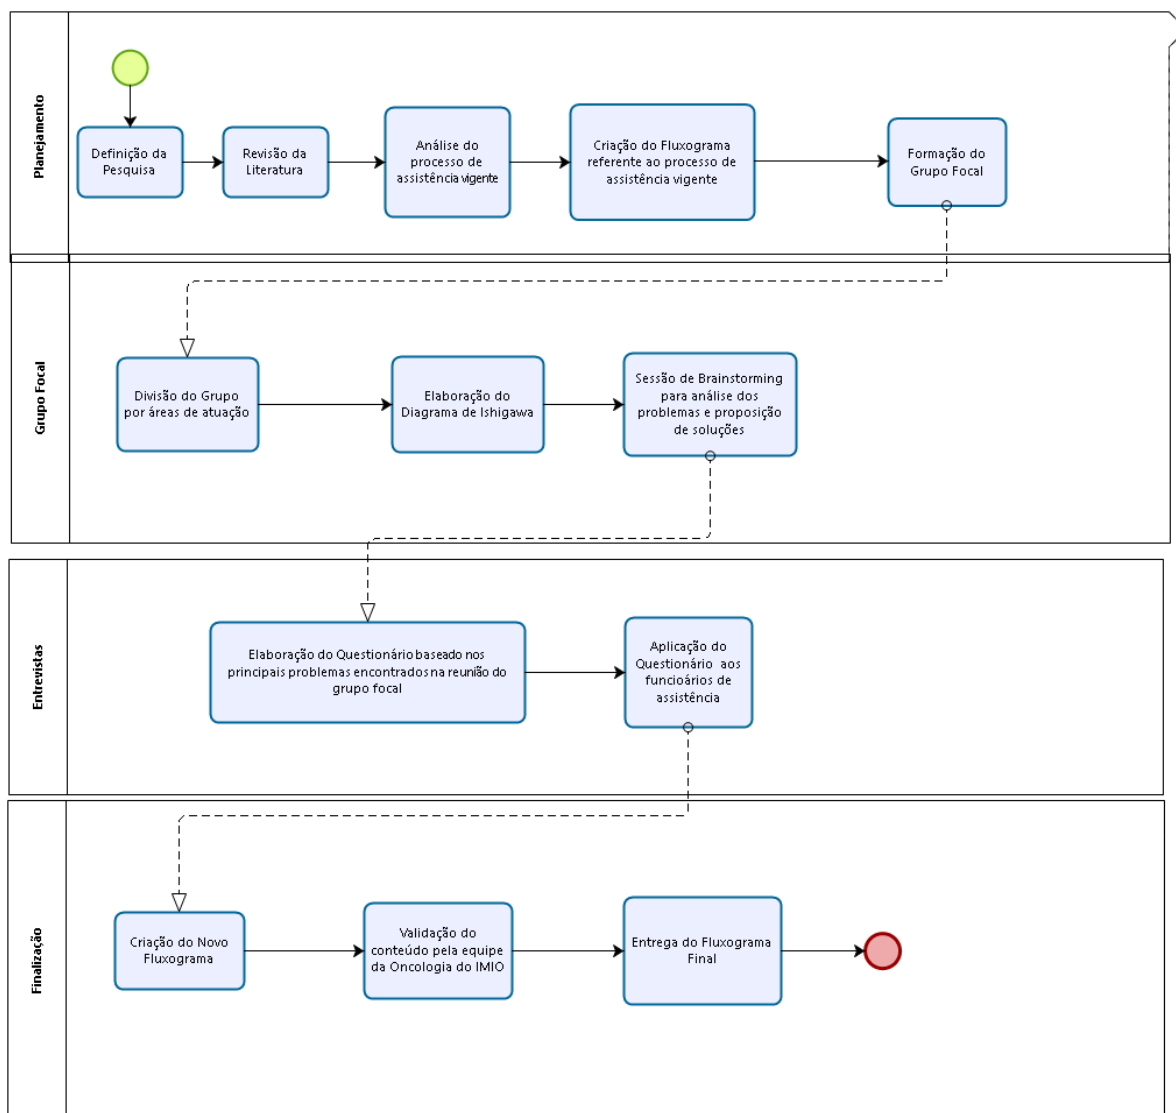 Planejamento
Definição da
Pesquisa
Revisão da
Literatura
Análise do
processo de
assistência vigente
Criação do Fluxograma
referente ao processo de
assistência vigente
Formação do
Grupo Focal
Grupo Focal
Divisão do Grupo
por áreas de atuação
Elaboração do
Diagrama de Ishigawa
Sessão de Brainstorming
para análise dos
problemas e proposição
de soluções
Entrevistas
Elaboração do Questionário baseado nos
principais problemas encontrados na reunião do
grupo focal
Aplicação do
Questionário aos
funcioários de
assistência
Finalização
Criação do Novo
Fluxograma
Validação do
conteúdo pela equipe
da Oncologia do IMIO
Entrega do Fluxograma
Final